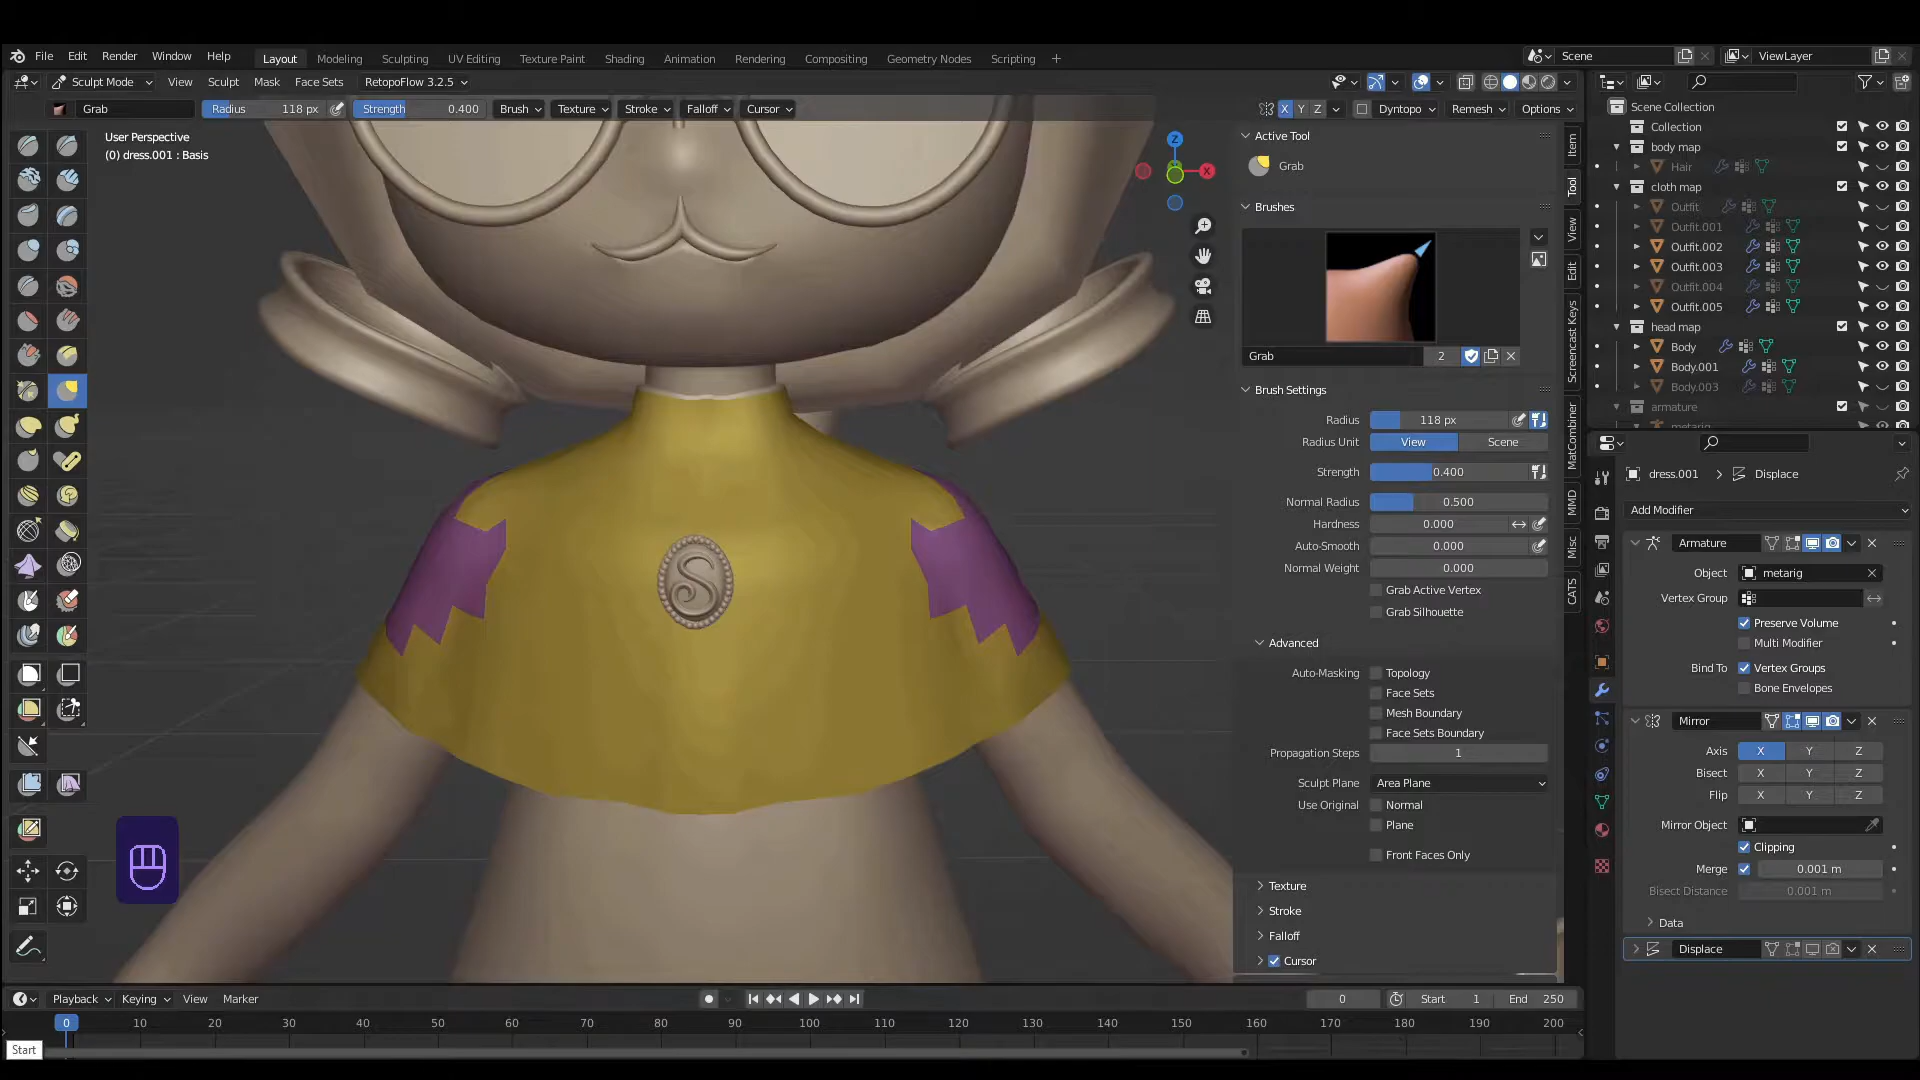 File Edit Render Window Help Layout Modeling Sculpting UV Editing Texture Paint Shading Animation Rendering Compositing Geometry Nodes Scripting + Scene ViewLayer
Sculpt Mode View Sculpt Mask Face Sets RetopoFlow 3.2.5
Grab Radius 118 px Strength 0.400 Brush Texture Stroke Falloff Cursor X Y Z Dyntopo Remesh Options
User Perspective
(0) dress.001 : Basis
Z
X
S
Start
Active Tool
Grab
Brushes
Grab 2
Brush Settings
Radius 118 px
Radius Unit View Scene
Strength 0.400
Normal Radius 0.500
Hardness 0.000
Auto-Smooth 0.000
Normal Weight 0.000
Grab Active Vertex
Grab Silhouette
Advanced
Auto-Masking Topology
Face Sets
Mesh Boundary
Face Sets Boundary
Propagation Steps 1
Sculpt Plane Area Plane
Use Original Normal
Plane
Front Faces Only
Texture
Stroke
Falloff
Cursor
Item
Tool
View
Edit
Screencast Keys
MatCombiner
MMD
Misc
CATS
Scene Collection
Collection
body map
Hair
cloth map
Outfit
Outfit.001
Outfit.002
Outfit.003
Outfit.004
Outfit.005
head map
Body
Body.001
Body.003
armature
metarig
dress.001 Displace
Add Modifier
Armature
Object metarig
Vertex Group
Preserve Volume
Multi Modifier
Bind To Vertex Groups
Bone Envelopes
Mirror
Axis X Y Z
Bisect X Y Z
Flip X Y Z
Mirror Object
Clipping
Merge 0.001 m
Bisect Distance 0.001 m
Data
Displace
Playback Keying View Marker 0 Start 1 End 250
0 10 20 30 40 50 60 70 80 90 100 110 120 130 140 150 160 170 180 190 200